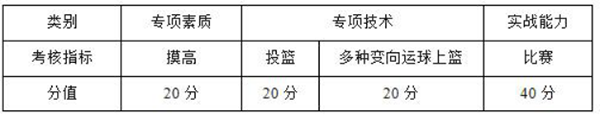 类别 专项素质 专项技术 实战能力
考核指标 摸高 投篮 多种变向运球上篮 比赛
分值 20分 20分 20分 40分